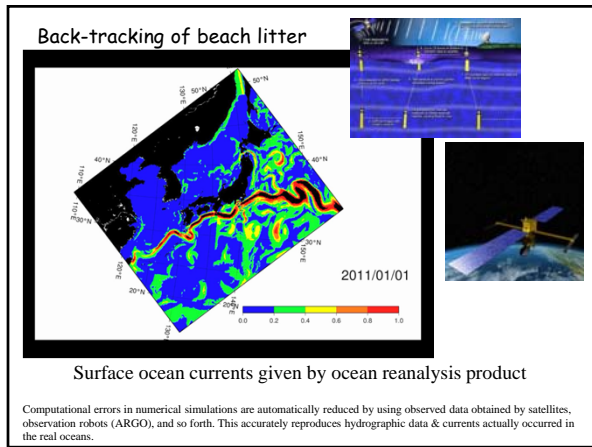 Back-tracking of beach litter
50°N
130°E
50°N
120°E
150°E
40°N
40°N
110°E
30°N
30°N
150°E
120°E
20°N
20°N
140°E
130°E
2011/01/01
0.0 0.2 0.4 0.6 0.8 1.0
Surface ocean currents given by ocean reanalysis product
Computational errors in numerical simulations are automatically reduced by using observed data obtained by satellites,
observation robots (ARGO), and so forth. This accurately reproduces hydrographic data & currents actually occurred in
the real oceans.